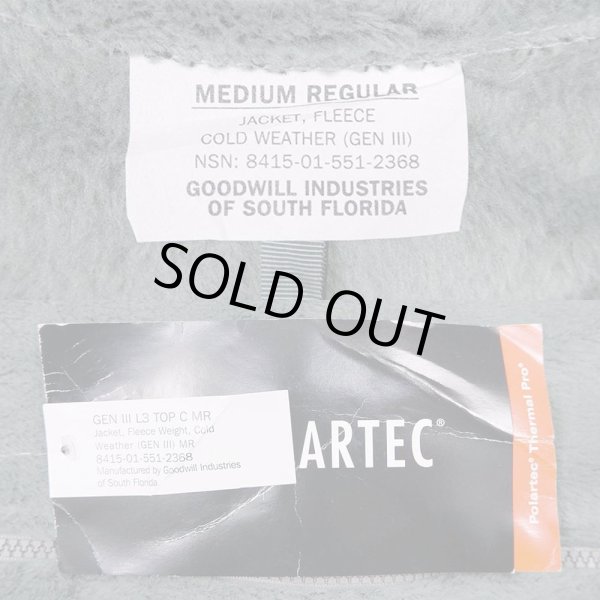 MEDIUM REGULAR
JACKET, FLEECE
COLD WEATHER (GEN III)
NSN: 8415-01-551-2368
GOODWILL INDUSTRIES
OF SOUTH FLORIDA
SOLD OUT
GEN III L3 TOP C MR
Jacket, Fleece Weight, Cold
Weather (GEN III) MR
8415-01-551-2368
Manufactured by Goodwill Industries
of South Florida
ARTEC®
Polartec® Thermal Pro®